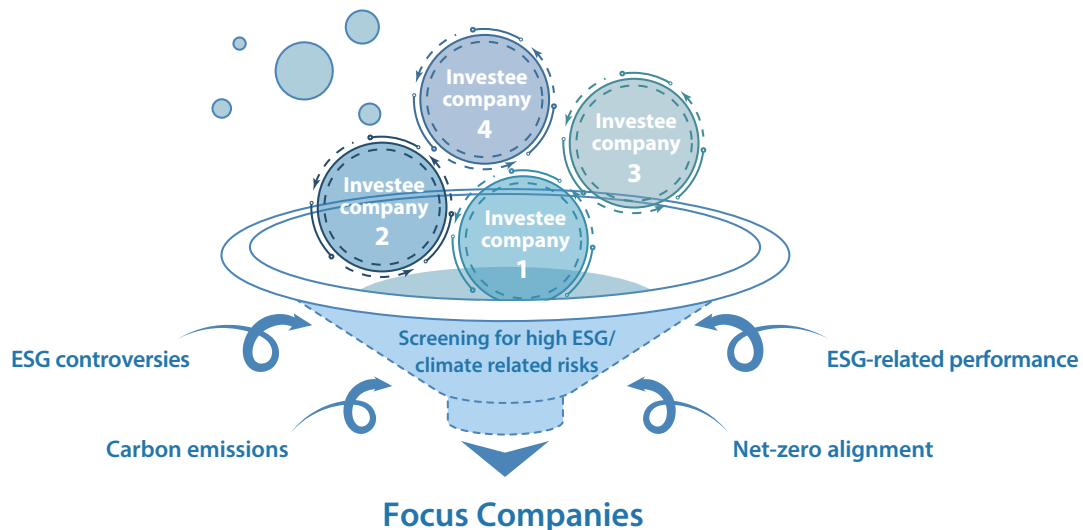 Investee
company
4
Investee
company
3
Investee
company
2
Investee
company
1
Screening for high ESG/
climate related risks
ESG controversies
ESG-related performance
Carbon emissions
Net-zero alignment
Focus Companies